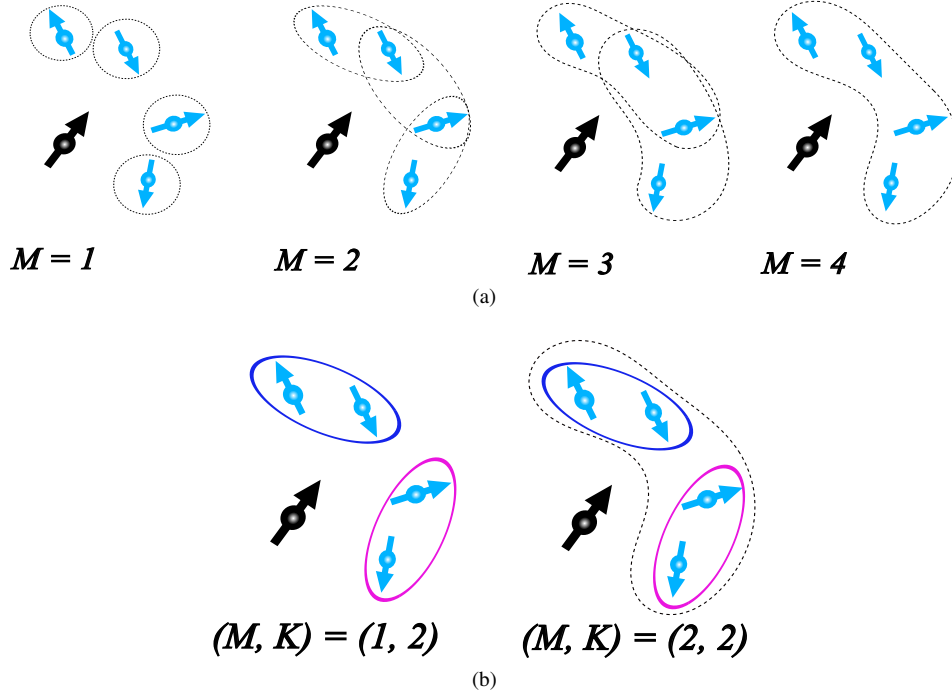 M = 1 M = 2 M = 3 M = 4
(a)
(M, K) = (1, 2) (M, K) = (2, 2)
(b)